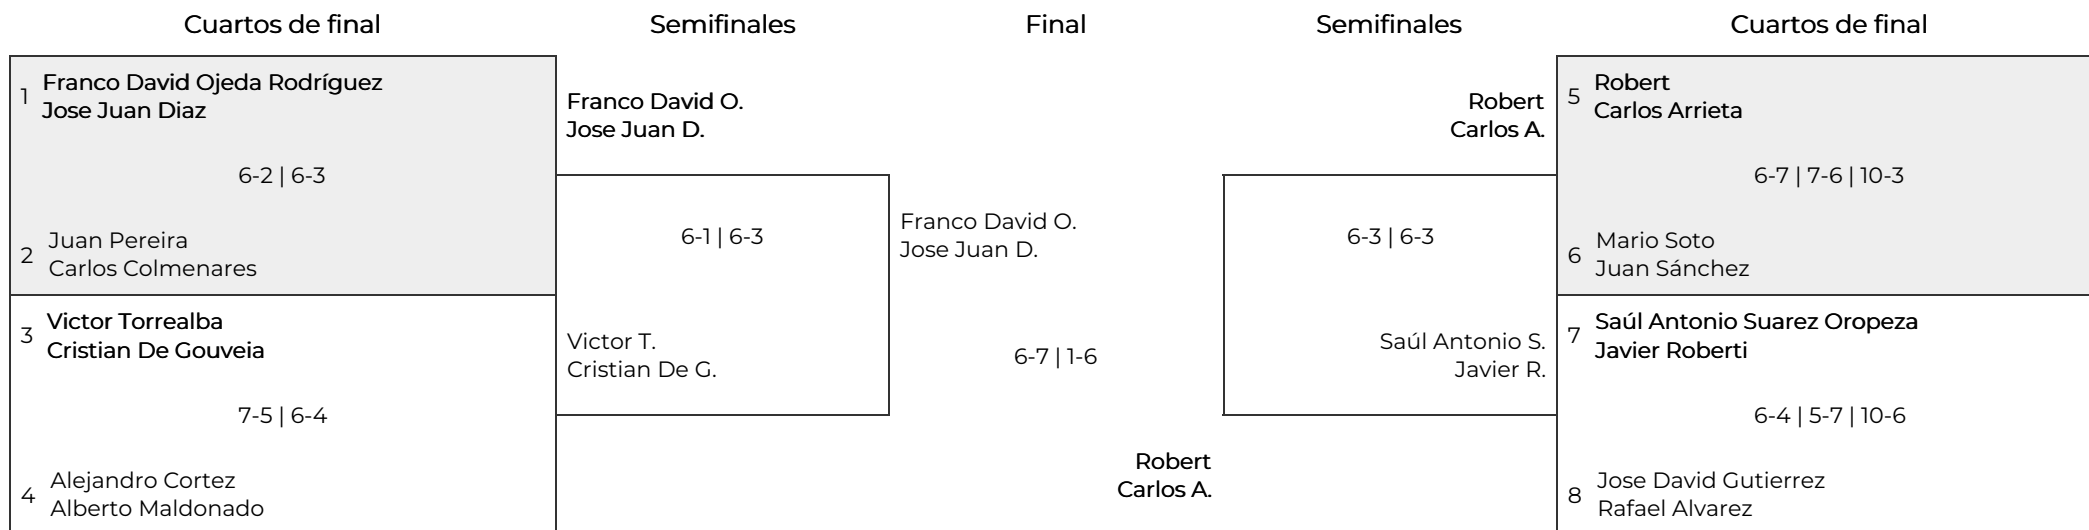 Cuartos de final
Semifinales
Final
Semifinales
Cuartos de final
1
Franco David Ojeda Rodríguez
Jose Juan Diaz
6-2 | 6-3
2
Juan Pereira
Carlos Colmenares
3
Victor Torrealba
Cristian De Gouveia
7-5 | 6-4
4
Alejandro Cortez
Alberto Maldonado
Franco David O.
Jose Juan D.
6-1 | 6-3
Victor T.
Cristian De G.
Franco David O.
Jose Juan D.
6-7 | 1-6
Robert
Carlos A.
Robert
Carlos A.
6-3 | 6-3
Saúl Antonio S.
Javier R.
5
Robert
Carlos Arrieta
6-7 | 7-6 | 10-3
6
Mario Soto
Juan Sánchez
7
Saúl Antonio Suarez Oropeza
Javier Roberti
6-4 | 5-7 | 10-6
8
Jose David Gutierrez
Rafael Alvarez